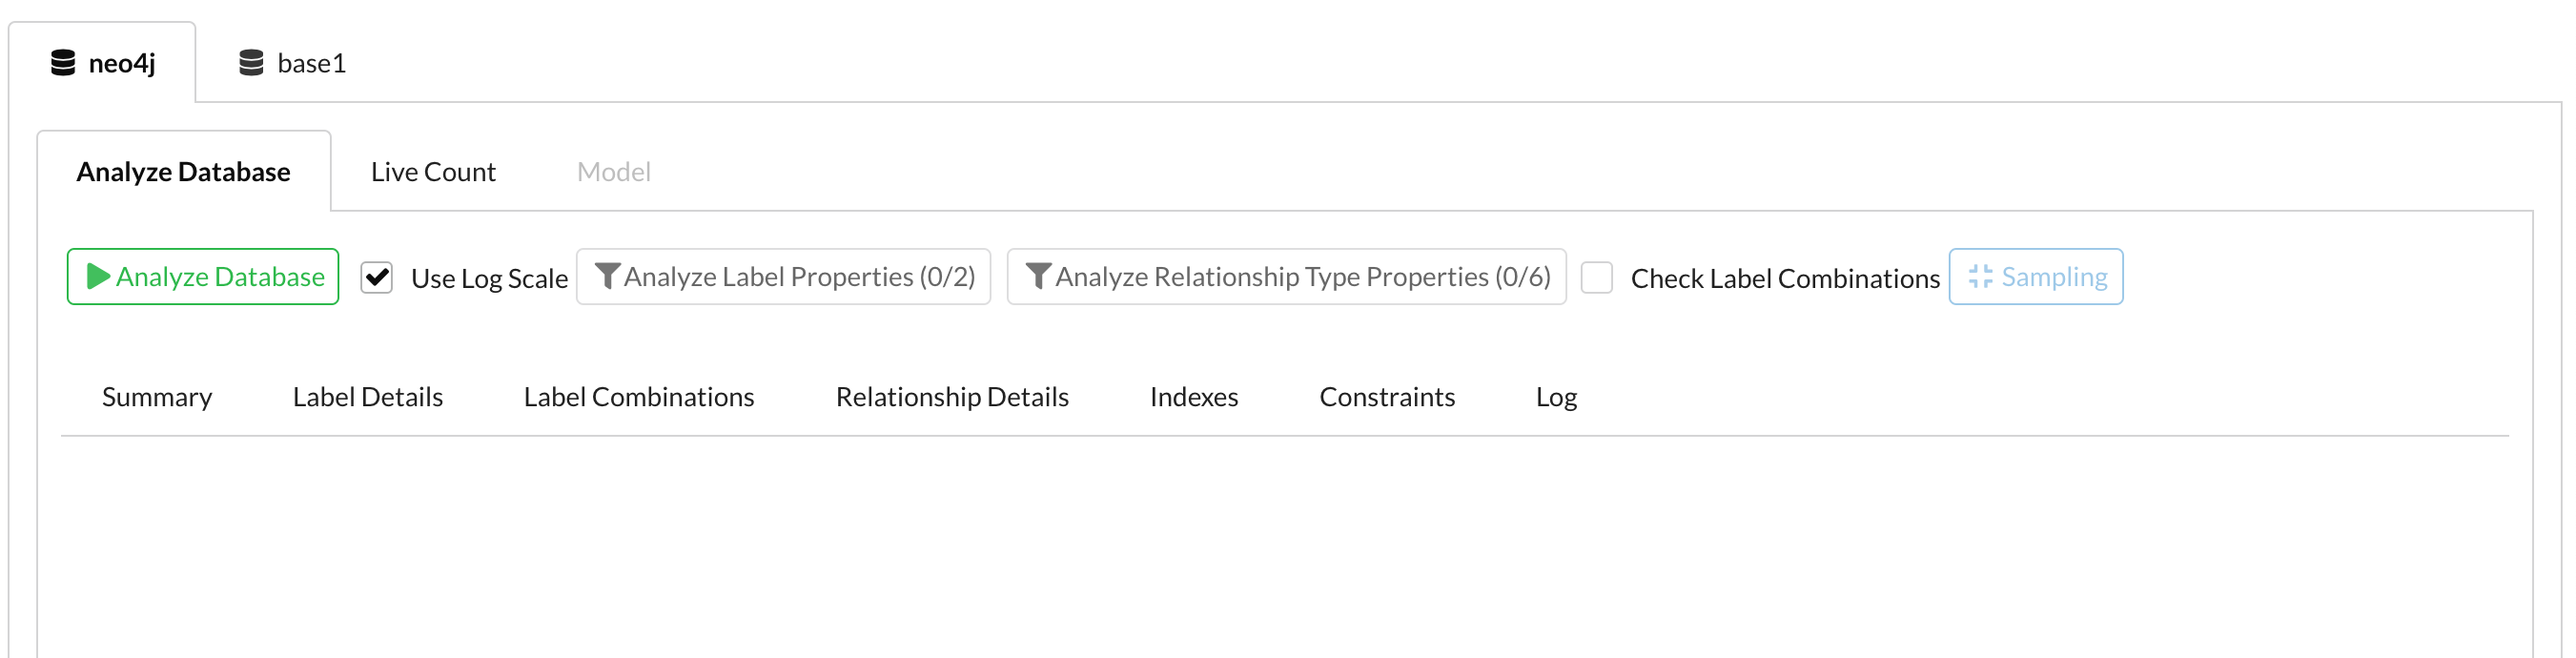 neo4j base1
Analyze Database Live Count Model
Analyze Database Use Log Scale Analyze Label Properties (0/2) Analyze Relationship Type Properties (0/6) Check Label Combinations Sampling
Summary Label Details Label Combinations Relationship Details Indexes Constraints Log